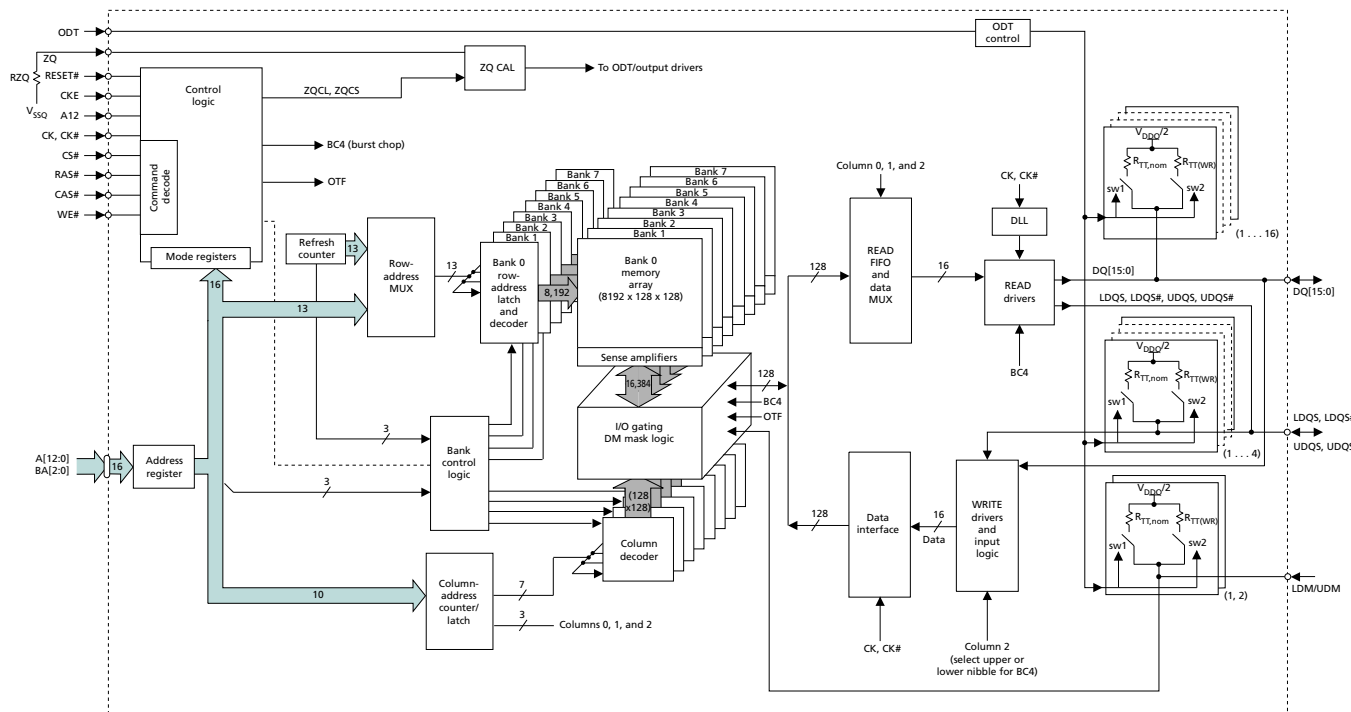 ODT
ODT
control
ZQ
RZQ
VSSQ
RESET#
CKE
A12
CK, CK#
CS#
RAS#
CAS#
WE#
Control
logic
Command
decode
Mode registers
ZQCL, ZQCS
ZQ CAL
To ODT/output drivers
BC4 (burst chop)
OTF
Refresh
counter
13
16
13
Row-
address
MUX
13
Bank 7
Bank 6
Bank 5
Bank 4
Bank 3
Bank 2
Bank 1
Bank 0
row-
address
latch
and
decoder
8,192
Bank 7
Bank 6
Bank 5
Bank 4
Bank 3
Bank 2
Bank 1
Bank 0
memory
array
(8192 x 128 x 128)
Sense amplifiers
16,384
I/O gating
DM mask logic
128
BC4
OTF
(128
x128)
Column
decoder
3
3
Bank
control
logic
A[12:0]
BA[2:0]
16
Address
register
10
Column-
address
counter/
latch
7
3
Columns 0, 1, and 2
Column 0, 1, and 2
128
READ
FIFO
and
data
MUX
16
CK, CK#
DLL
READ
drivers
BC4
DQ[15:0]
LDQS, LDQS#, UDQS, UDQS#
128
Data
interface
CK, CK#
16
Data
WRITE
drivers
and
input
logic
Column 2
(select upper or
lower nibble for BC4)
VDDQ/2
RTT,nom
RTT(WR)
sw1
sw2
(1 . . . 16)
DQ[15:0]
VDDQ/2
RTT,nom
RTT(WR)
sw1
sw2
(1 . . . 4)
LDQS, LDQS#
UDQS, UDQS
VDDQ/2
RTT,nom
RTT(WR)
sw1
sw2
(1, 2)
LDM/UDM